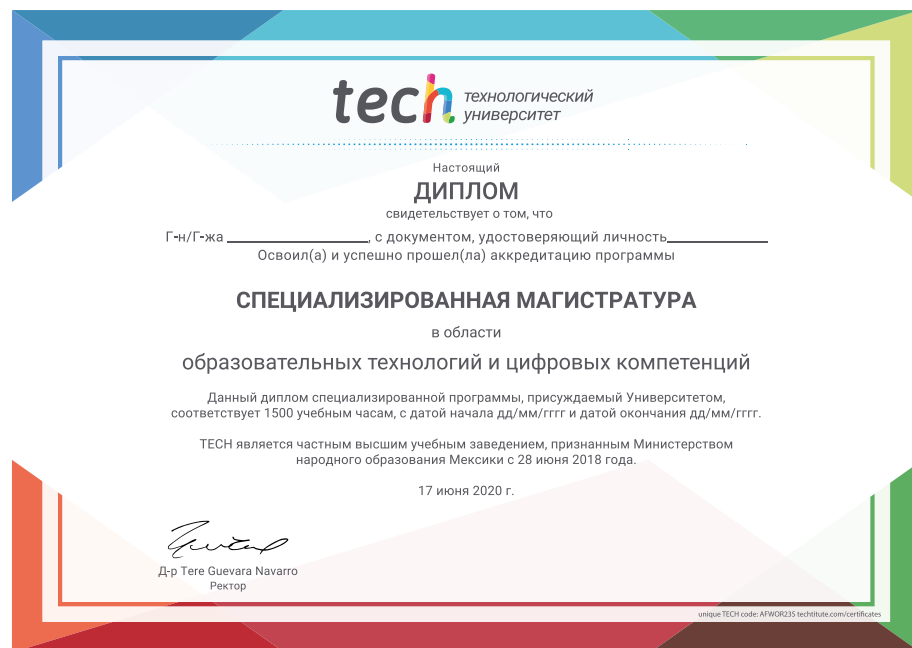 tech технологический
университет
Настоящий
ДИПЛОМ
свидетельствует о том, что
Г-н/Г-жа , с документом, удостоверяющий личность
Освоил(а) и успешно прошел(ла) аккредитацию программы
СПЕЦИАЛИЗИРОВАННАЯ МАГИСТРАТУРА
в области
образовательных технологий и цифровых компетенций
Данный диплом специализированной программы, присуждаемый Университетом,
соответствует 1500 учебным часам, с датой начала дд/мм/гггг и датой окончания дд/мм/гггг.
TECH является частным высшим учебным заведением, признанным Министерством
народного образования Мексики с 28 июня 2018 года.
17 июня 2020 г.
Д-р Tere Guevara Navarro
Ректор
unique TECH code: AFWOR23S techtitute.com/certificates